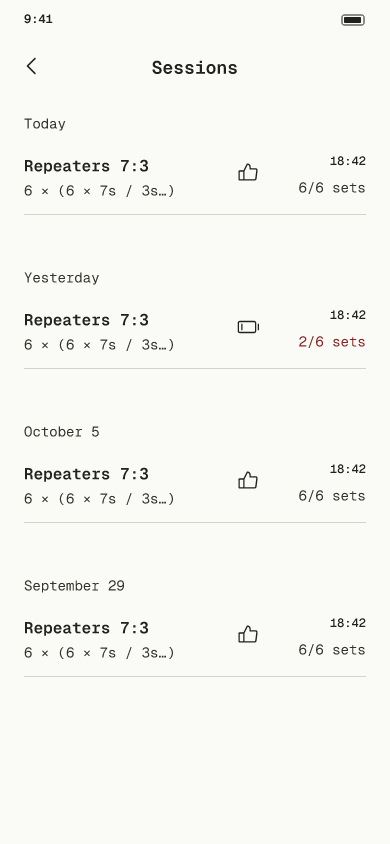 9:41
Sessions
Today
Repeaters 7:3
18:42
6 × (6 × 7s / 3s…)
6/6 sets
Yesterday
Repeaters 7:3
18:42
6 × (6 × 7s / 3s…)
2/6 sets
October 5
Repeaters 7:3
18:42
6 × (6 × 7s / 3s…)
6/6 sets
September 29
Repeaters 7:3
18:42
6 × (6 × 7s / 3s…)
6/6 sets